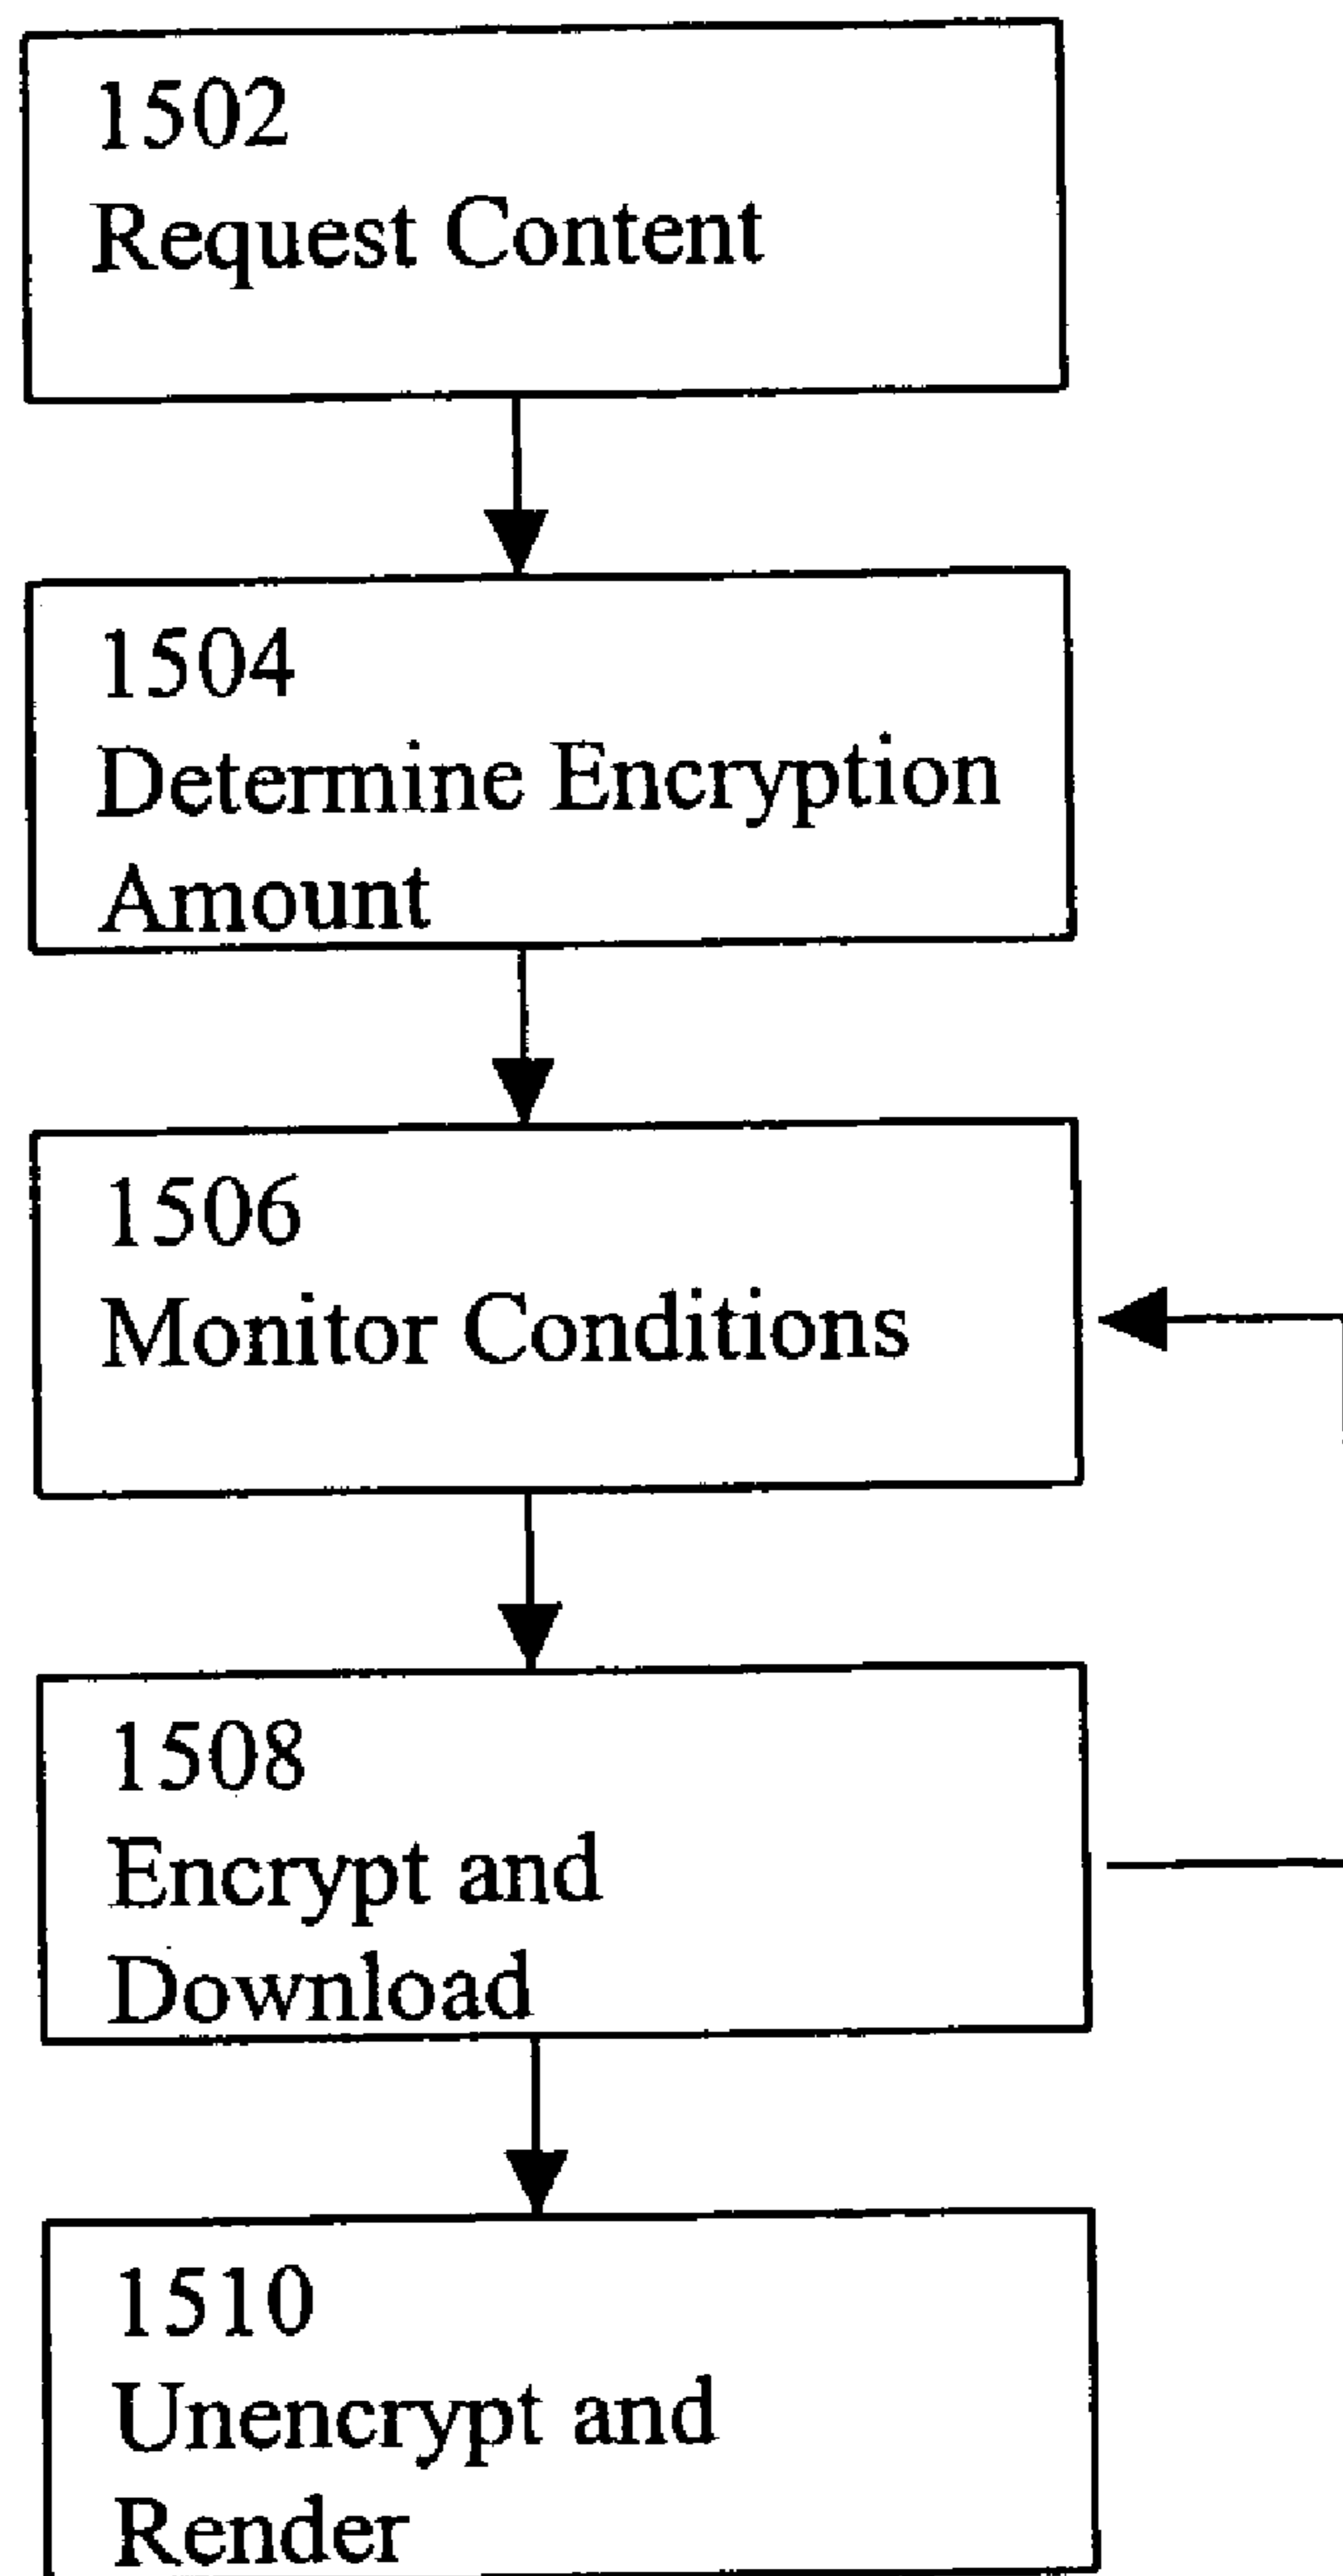 1502
Request Content
1504
Determine Encryption
Amount
1506
Monitor Conditions
1508
Encrypt and
Download
1510
Unencrypt and
Render